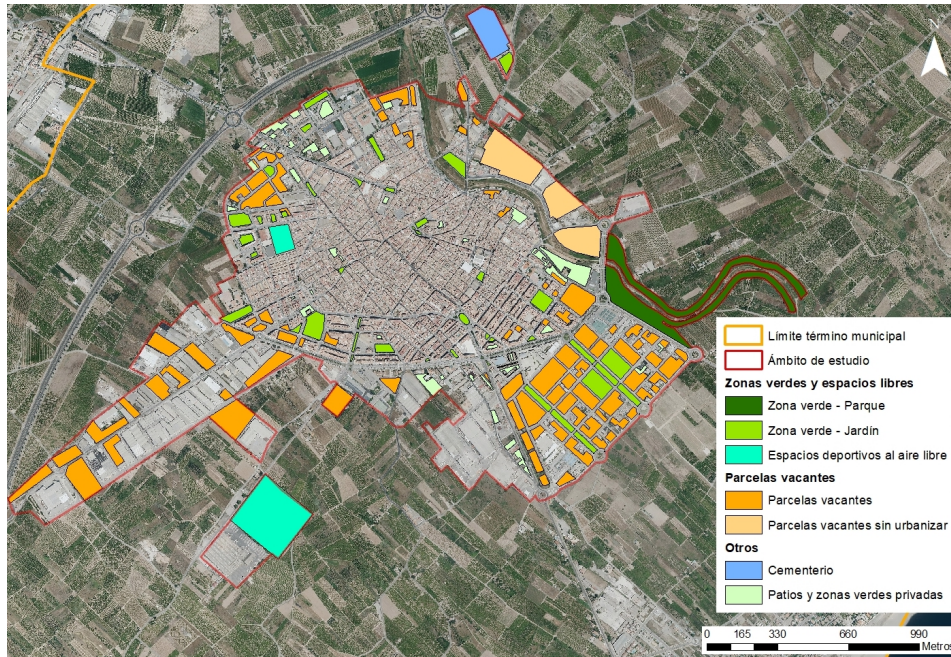 N
Límite término municipal
Ámbito de estudio
Zonas verdes y espacios libres
Zona verde - Parque
Zona verde - Jardín
Espacios deportivos al aire libre
Parcelas vacantes
Parcelas vacantes
Parcelas vacantes sin urbanizar
Otros
Cementerio
Patios y zonas verdes privadas
0 165 330 660 990
Metros